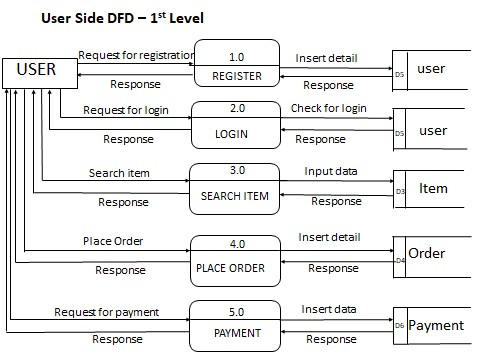 User Side DFD – 1st Level
USER
Request for registration
Response
1.0
REGISTER
Insert detail
Response
D5
user
Request for login
Response
2.0
LOGIN
Check for login
Response
D5
user
Search item
Response
3.0
SEARCH ITEM
Input data
Response
D3
Item
Place Order
Response
4.0
PLACE ORDER
Insert detail
Response
D4
Order
Request for payment
Response
5.0
PAYMENT
Insert data
Response
D6
Payment